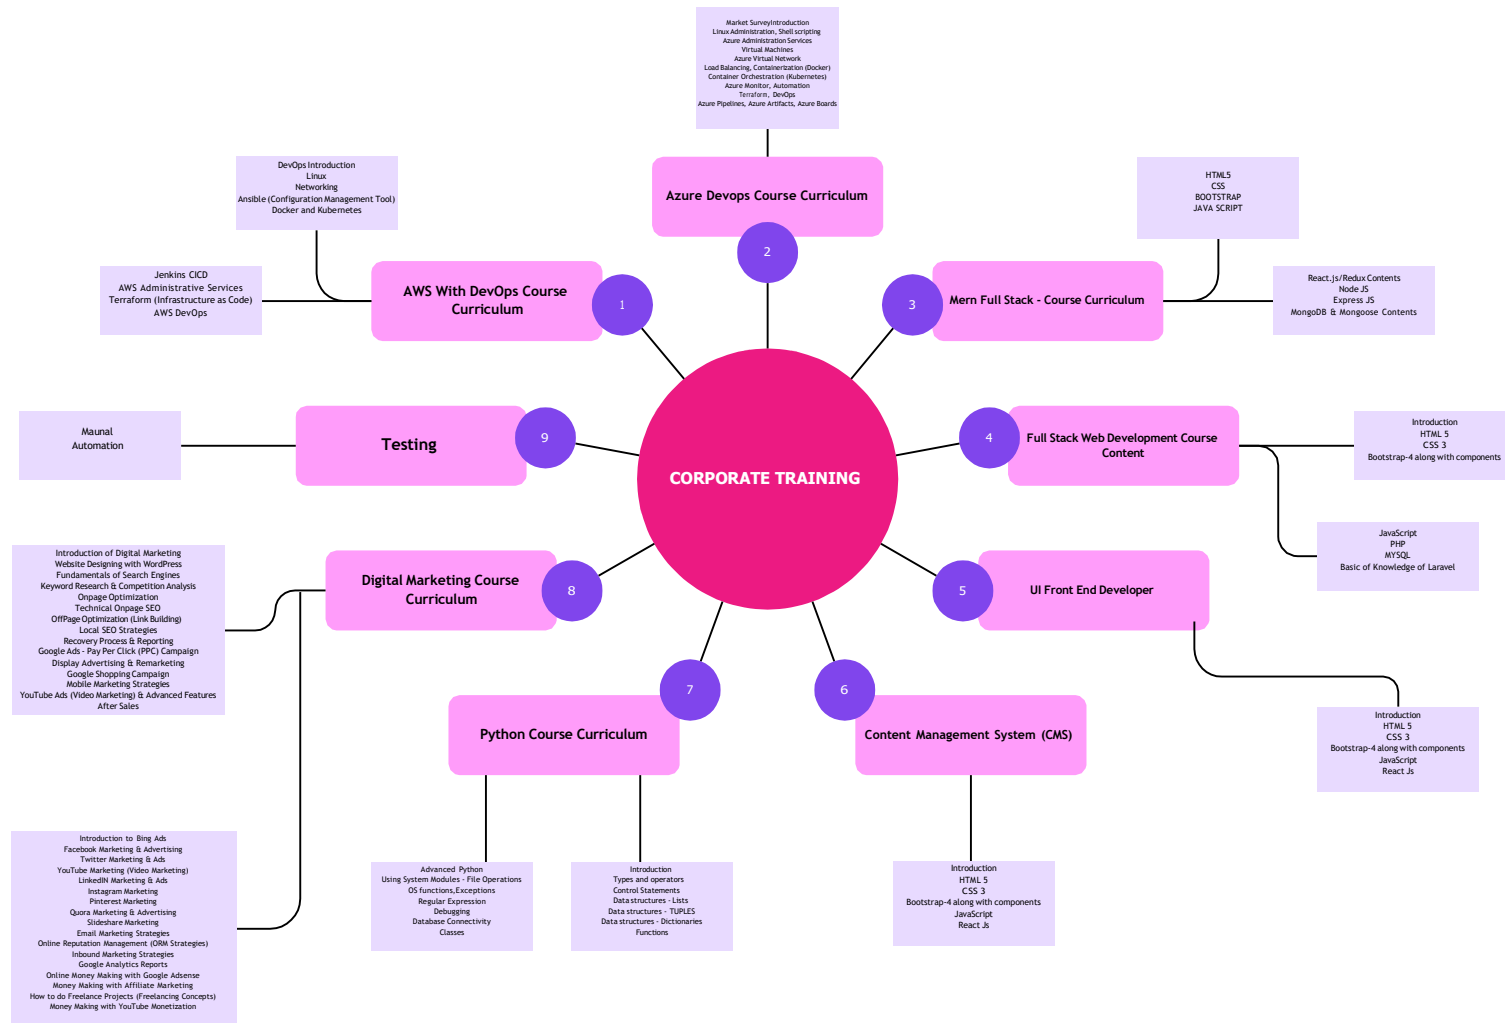 Market SurveyIntroduction
Linux Administration, Shell scripting
Azure Administration Services
Virtual Machines
Azure Virtual Network
Load Balancing, Containerization (Docker)
Container Orchestration (Kubernetes)
Azure Monitor, Automation
Terraform, DevOps
Azure Pipelines, Azure Artifacts, Azure Boards
Azure Devops Course Curriculum
2
DevOps Introduction
Linux
Networking
Ansible (Configuration Management Tool)
Docker and Kubernetes
Jenkins CICD
AWS Administrative Services
Terraform (Infrastructure as Code)
AWS DevOps
AWS With DevOps Course
Curriculum
1
HTML5
CSS
BOOTSTRAP
JAVA SCRIPT
React.js/Redux Contents
Node JS
Express JS
MongoDB & Mongoose Contents
3
Mern Full Stack - Course Curriculum
CORPORATE TRAINING
Maunal
Automation
Testing
9
4
Full Stack Web Development Course
Content
Introduction
HTML 5
CSS 3
Bootstrap-4 along with components
JavaScript
PHP
MYSQL
Basic of Knowledge of Laravel
Introduction of Digital Marketing
Website Designing with WordPress
Fundamentals of Search Engines
Keyword Research & Competition Analysis
Onpage Optimization
Technical Onpage SEO
OffPage Optimization (Link Building)
Local SEO Strategies
Recovery Process & Reporting
Google Ads - Pay Per Click (PPC) Campaign
Display Advertising & Remarketing
Google Shopping Campaign
Mobile Marketing Strategies
YouTube Ads (Video Marketing) & Advanced Features
After Sales
Digital Marketing Course
Curriculum
8
5
UI Front End Developer
Introduction
HTML 5
CSS 3
Bootstrap-4 along with components
JavaScript
React Js
7
Python Course Curriculum
6
Content Management System (CMS)
Introduction to Bing Ads
Facebook Marketing & Advertising
Twitter Marketing & Ads
YouTube Marketing (Video Marketing)
LinkedIN Marketing & Ads
Instagram Marketing
Pinterest Marketing
Quora Marketing & Advertising
Slideshare Marketing
Email Marketing Strategies
Online Reputation Management (ORM Strategies)
Inbound Marketing Strategies
Google Analytics Reports
Online Money Making with Google Adsense
Money Making with Affiliate Marketing
How to do Freelance Projects (Freelancing Concepts)
Money Making with YouTube Monetization
Advanced Python
Using System Modules - File Operations
OS functions,Exceptions
Regular Expression
Debugging
Database Connectivity
Classes
Introduction
Types and operators
Control Statements
Data structures - Lists
Data structures - TUPLES
Data structures - Dictionaries
Functions
Introduction
HTML 5
CSS 3
Bootstrap-4 along with components
JavaScript
React Js